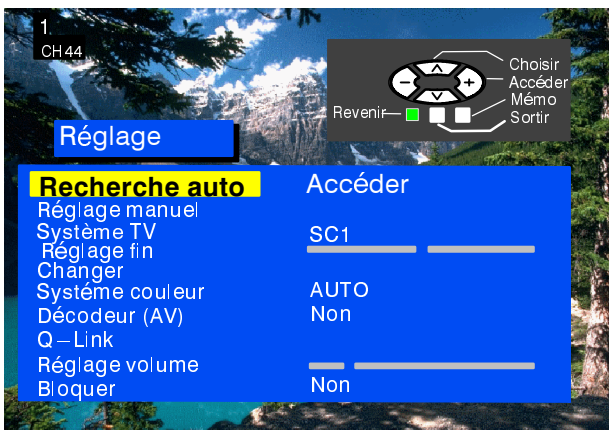 1
CH44
Choisir
Accéder
Mémo
Revenir
Sortir
Réglage
Recherche auto Accéder
Réglage manuel
Système TV SC1
Réglage fin
Changer
Systéme couleur AUTO
Décodeur (AV) Non
Q–Link
Réglage volume
Bloquer Non